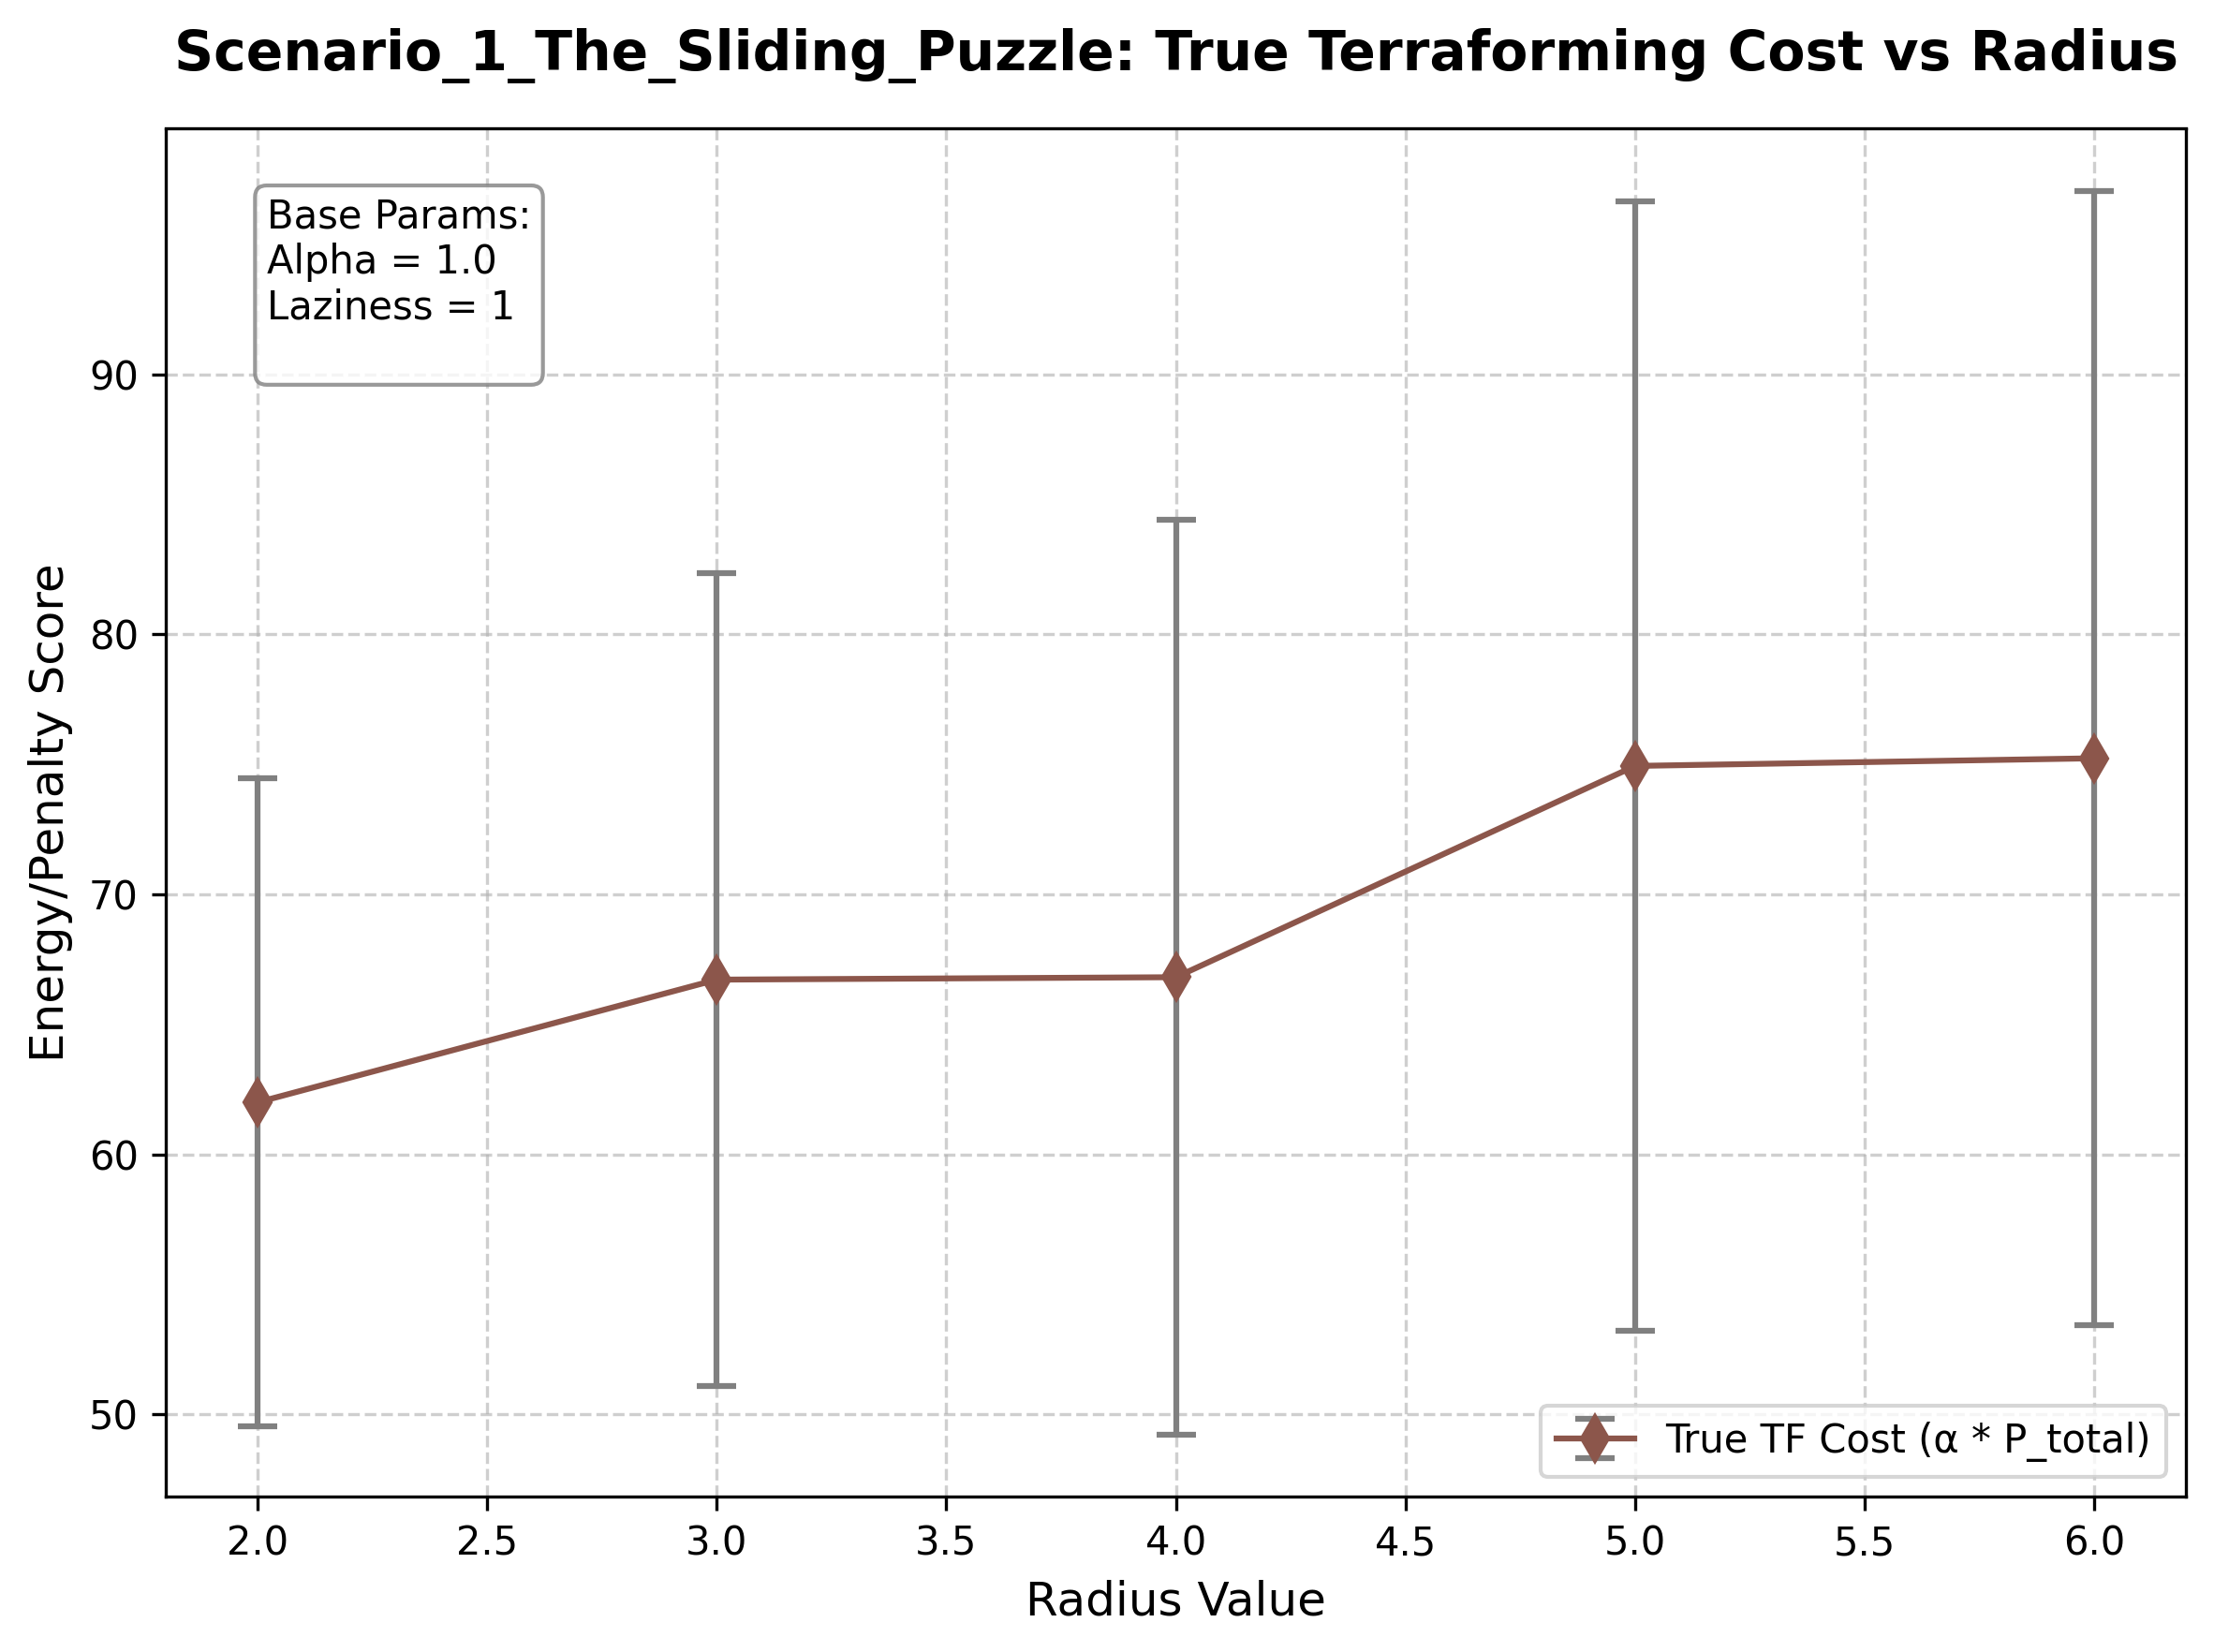 Scenario_1_The_Sliding_Puzzle: True Terraforming Cost vs Radius
Base Params:
Alpha = 1.0
Laziness = 1
Energy/Penalty Score
90
80
70
60
50
True TF Cost (α * P_total)
2.0 2.5 3.0 3.5 4.0 4.5 5.0 5.5 6.0
Radius Value